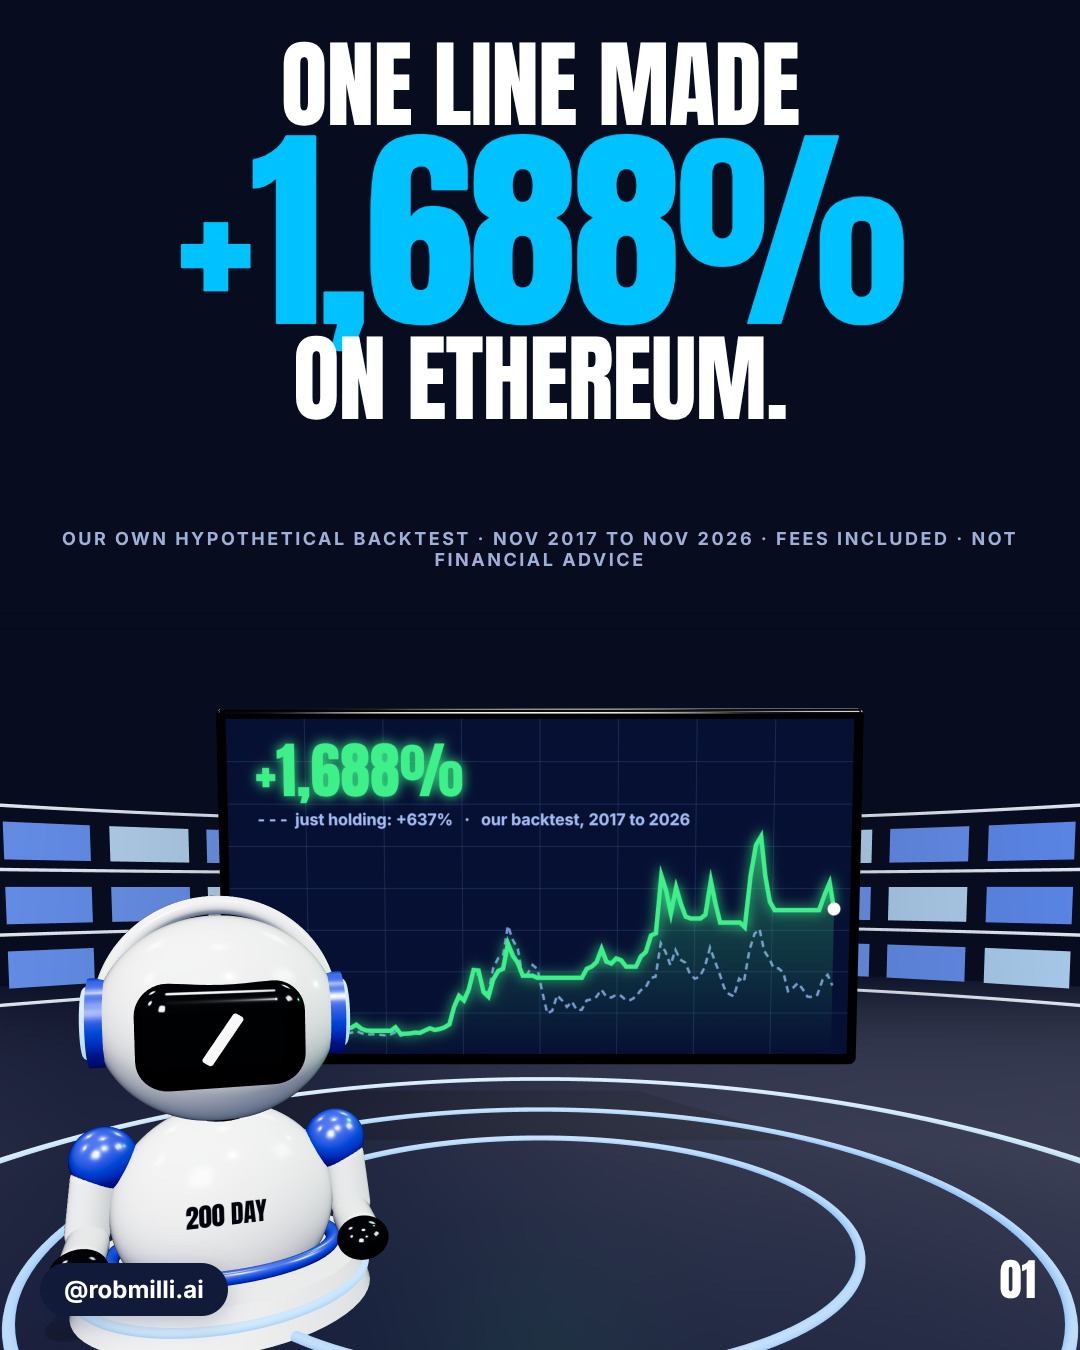 ONE LINE MADE
+1,688%
ON ETHEREUM.
OUR OWN HYPOTHETICAL BACKTEST · NOV 2017 TO NOV 2026 · FEES INCLUDED · NOT
FINANCIAL ADVICE
+1,688%
--- just holding: +637% · our backtest, 2017 to 2026
200 DAY
@robmilli.ai
01